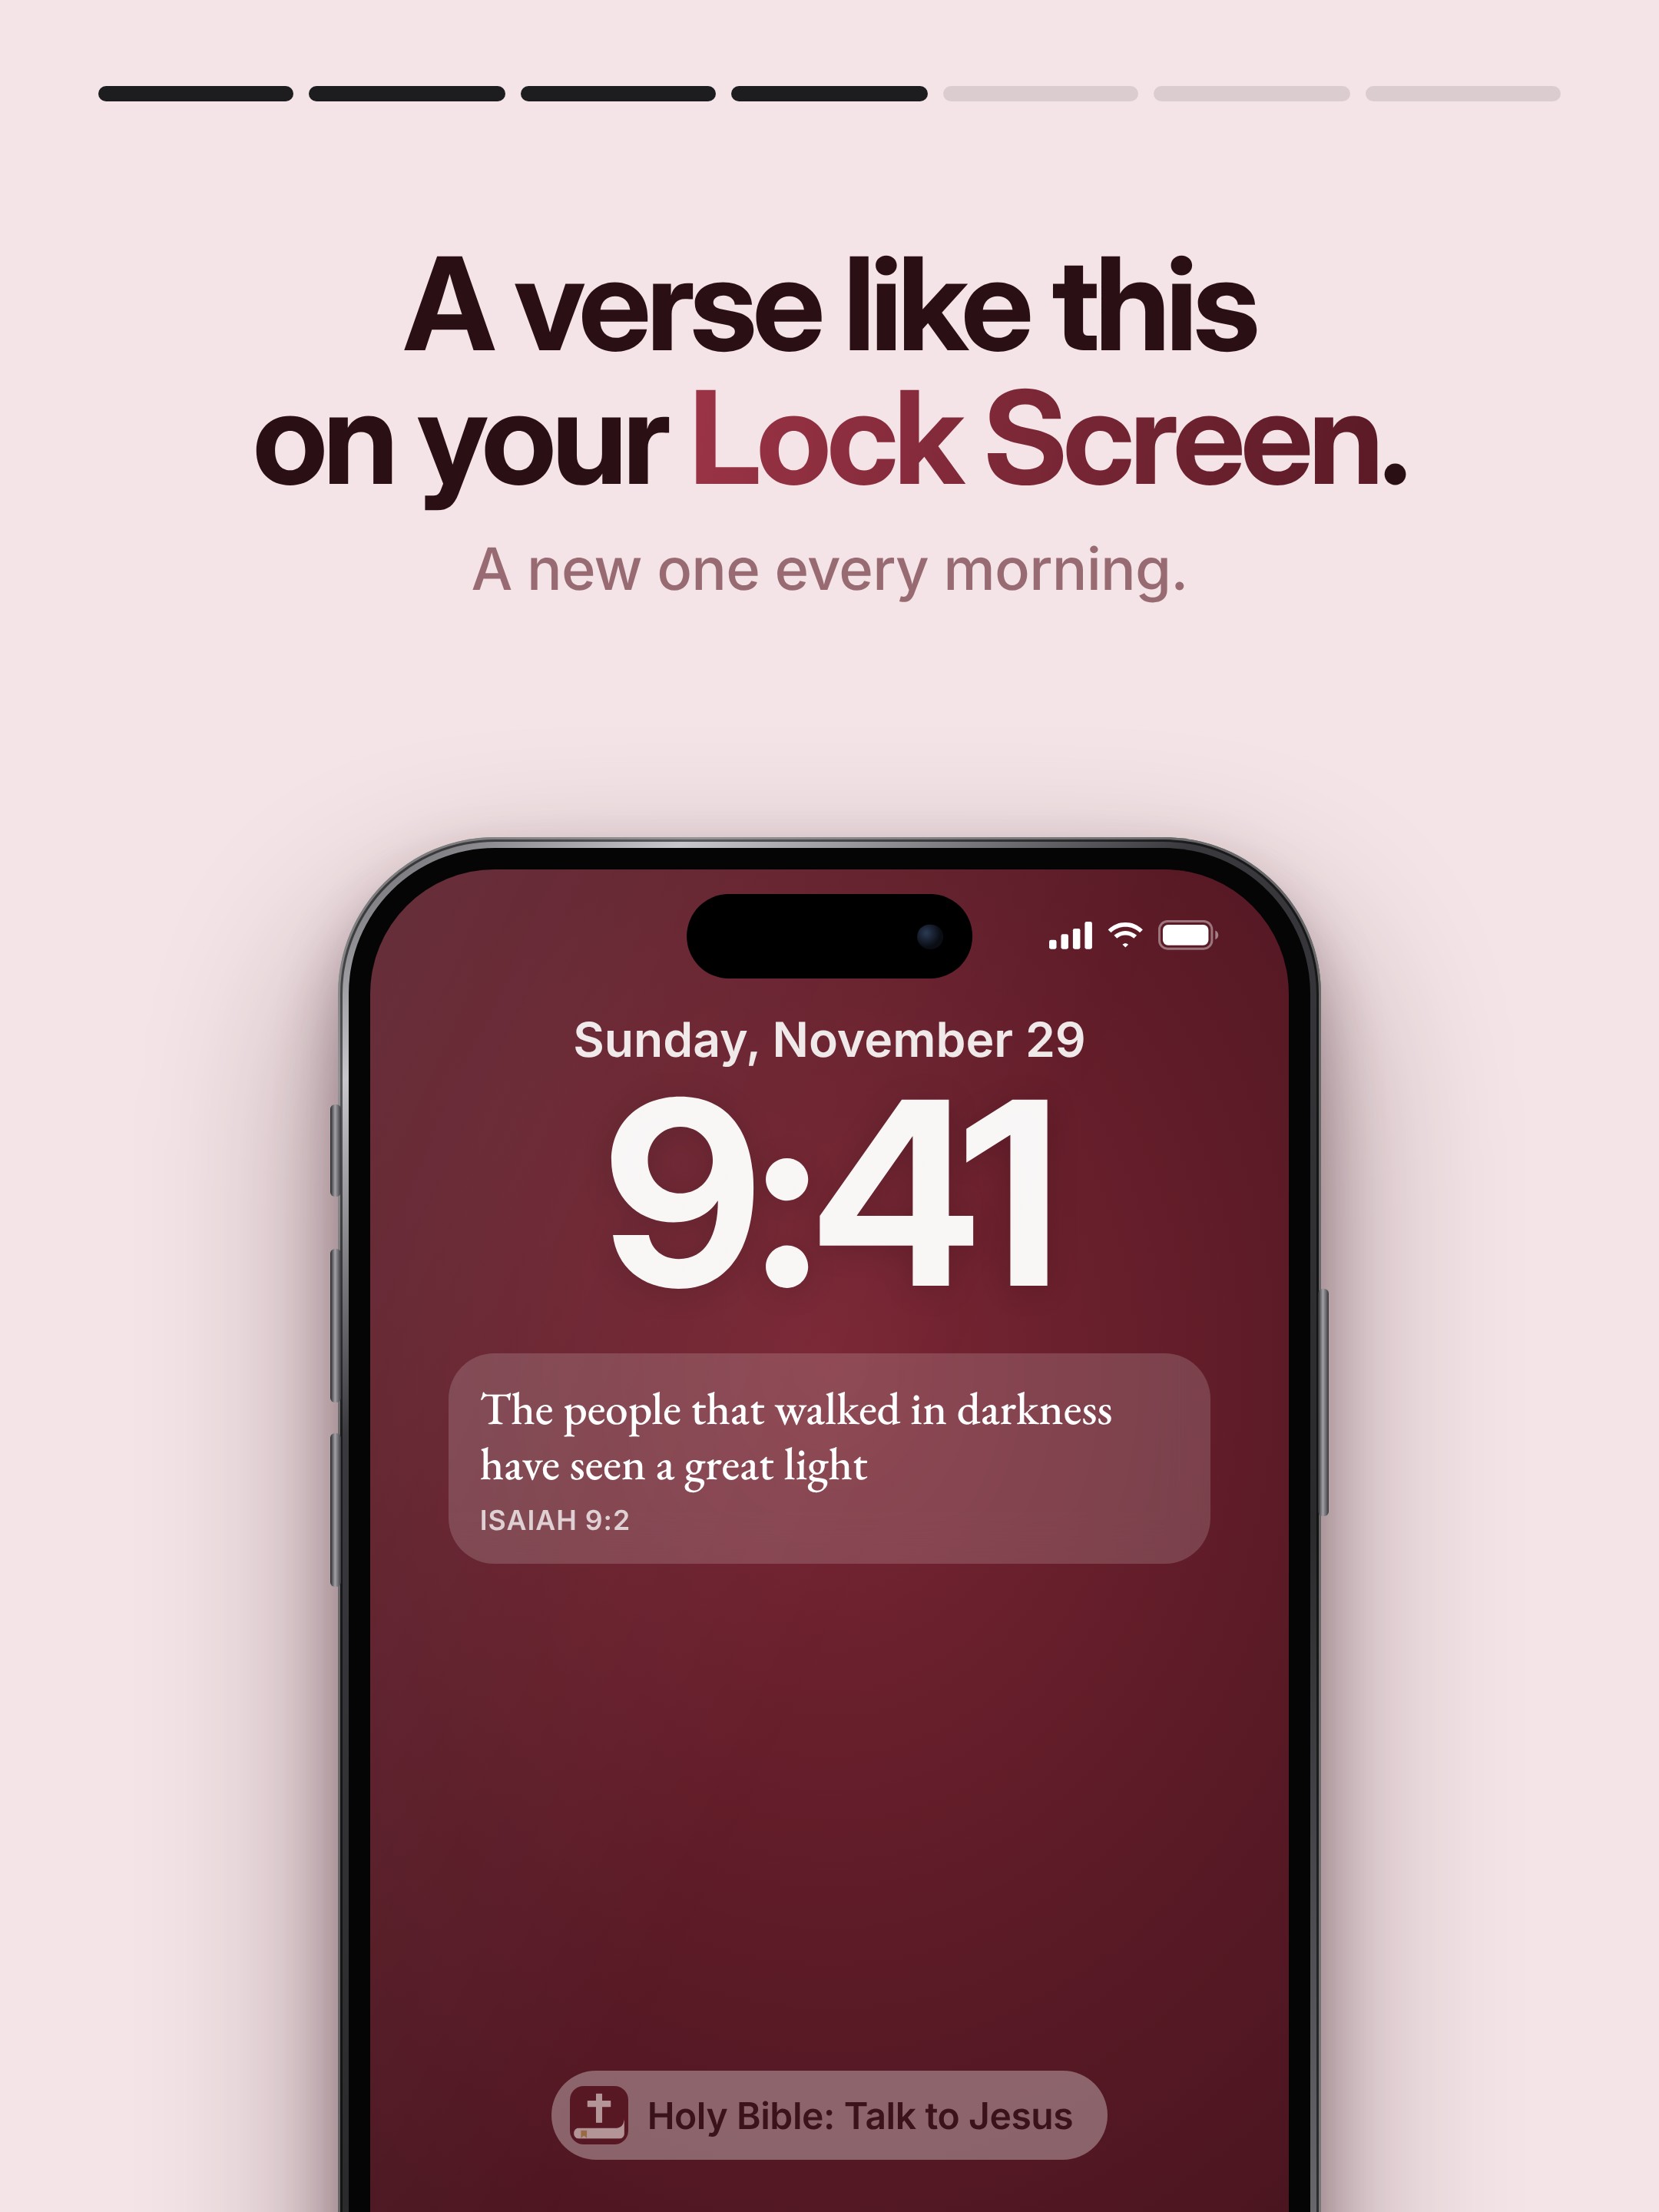 A verse like this
on your Lock Screen.
A new one every morning.
Sunday, November 29
9:41
The people that walked in darkness
have seen a great light
ISAIAH 9:2
Holy Bible: Talk to Jesus